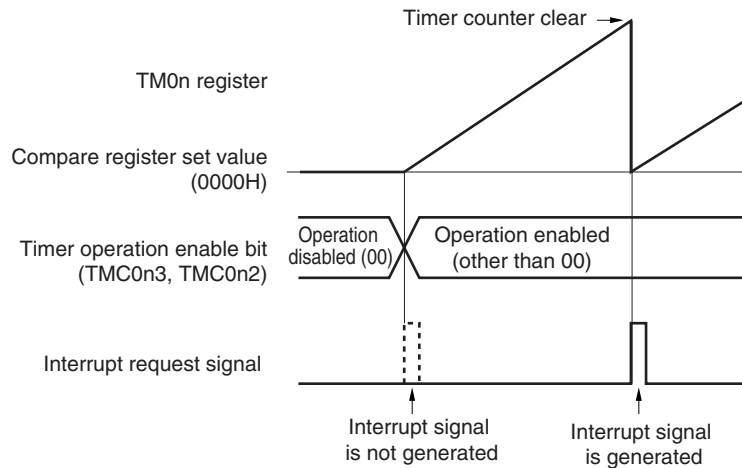 Timer counter clear
TM0n register
Compare register set value
(0000H)
Timer operation enable bit
(TMC0n3, TMC0n2)
Operation
disabled (00)
Operation enabled
(other than 00)
Interrupt request signal
Interrupt signal
is not generated
Interrupt signal
is generated